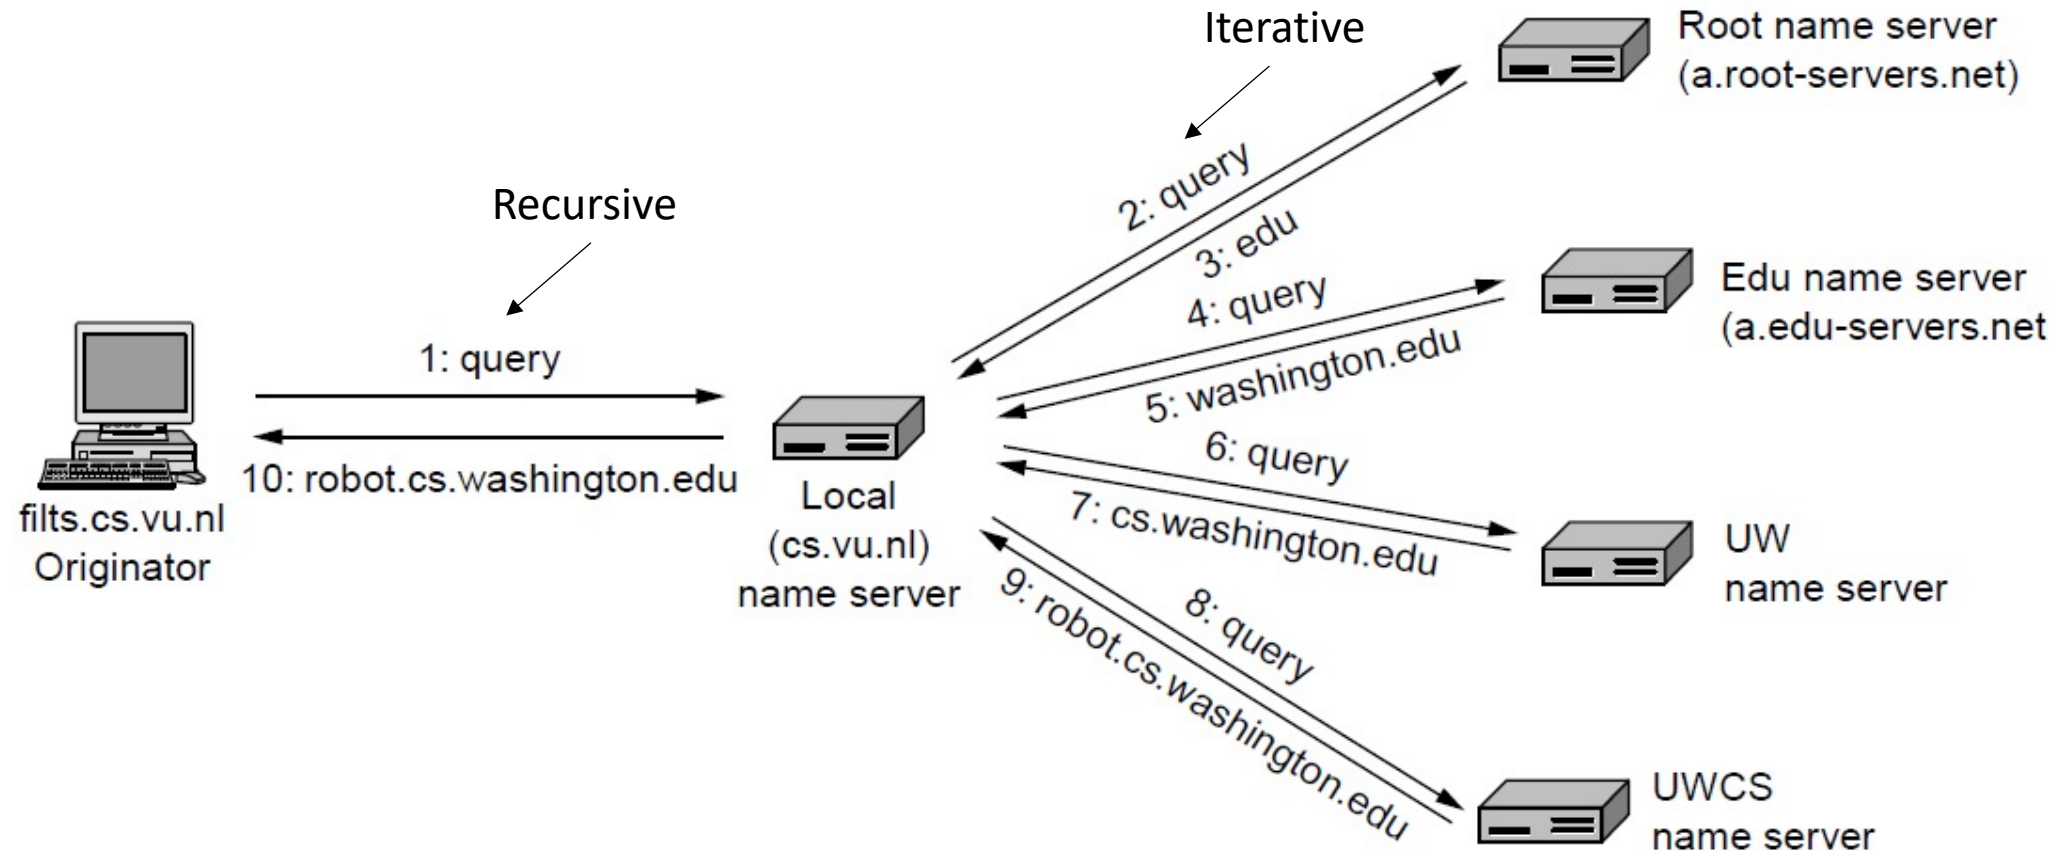 Iterative
Root name server
(a.root-servers.net)
Recursive
2: query
3: edu
4: query
5: washington.edu
Edu name server
(a.edu-servers.net
1: query
10: robot.cs.washington.edu
filts.cs.vu.nl
Originator
Local
(cs.vu.nl)
name server
6: query
7: cs.washington.edu
UW
name server
8: query
9: robot.cs.washington.edu
UWCS
name server